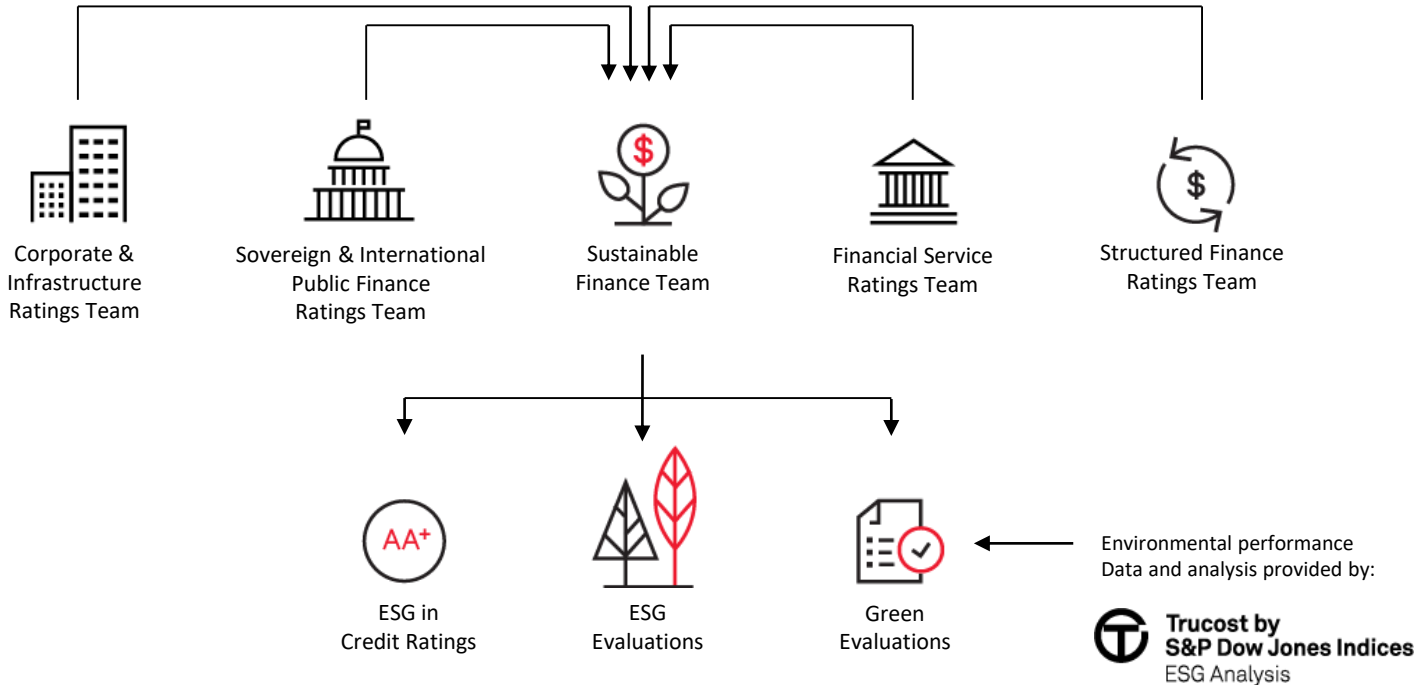 $
$
Corporate &
Infrastructure
Ratings Team
Sovereign & International
Public Finance
Ratings Team
Sustainable
Finance Team
Financial Service
Ratings Team
Structured Finance
Ratings Team
AA+
ESG in
Credit Ratings
ESG
Evaluations
Green
Evaluations
Environmental performance
Data and analysis provided by:
Trucost by
S&P Dow Jones Indices
ESG Analysis